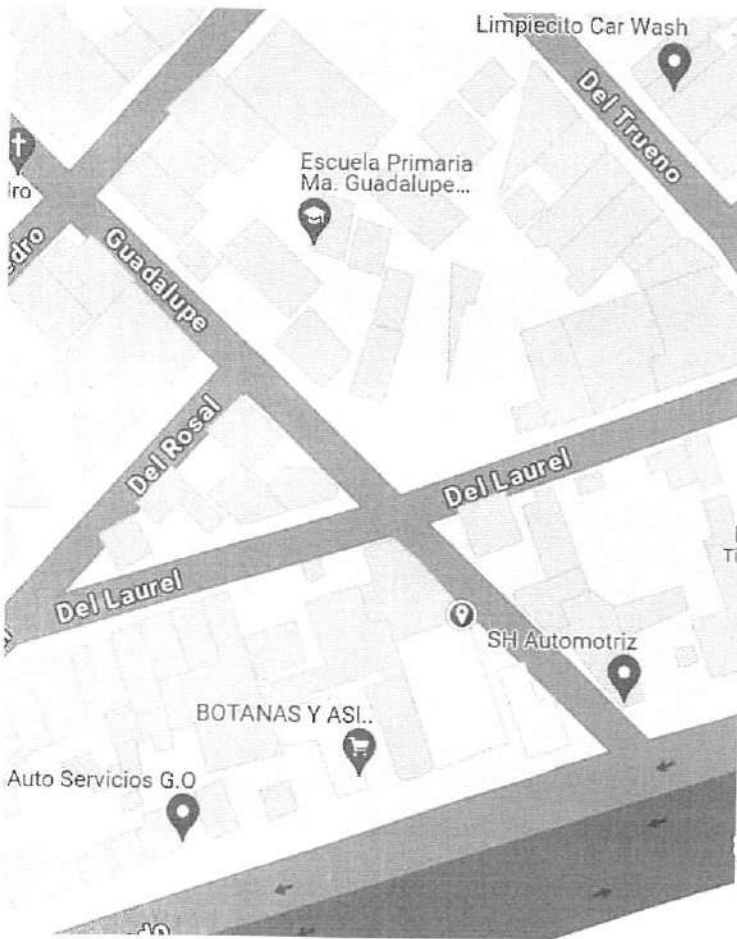 Limpiecito Car Wash
Del Trueno
Escuela Primaria
Ma. Guadalupe...
Guadalupe
Del Rosal
Del Laurel
Del Laurel
SH Automotriz
BOTANAS Y ASI..
Auto Servicios G.O